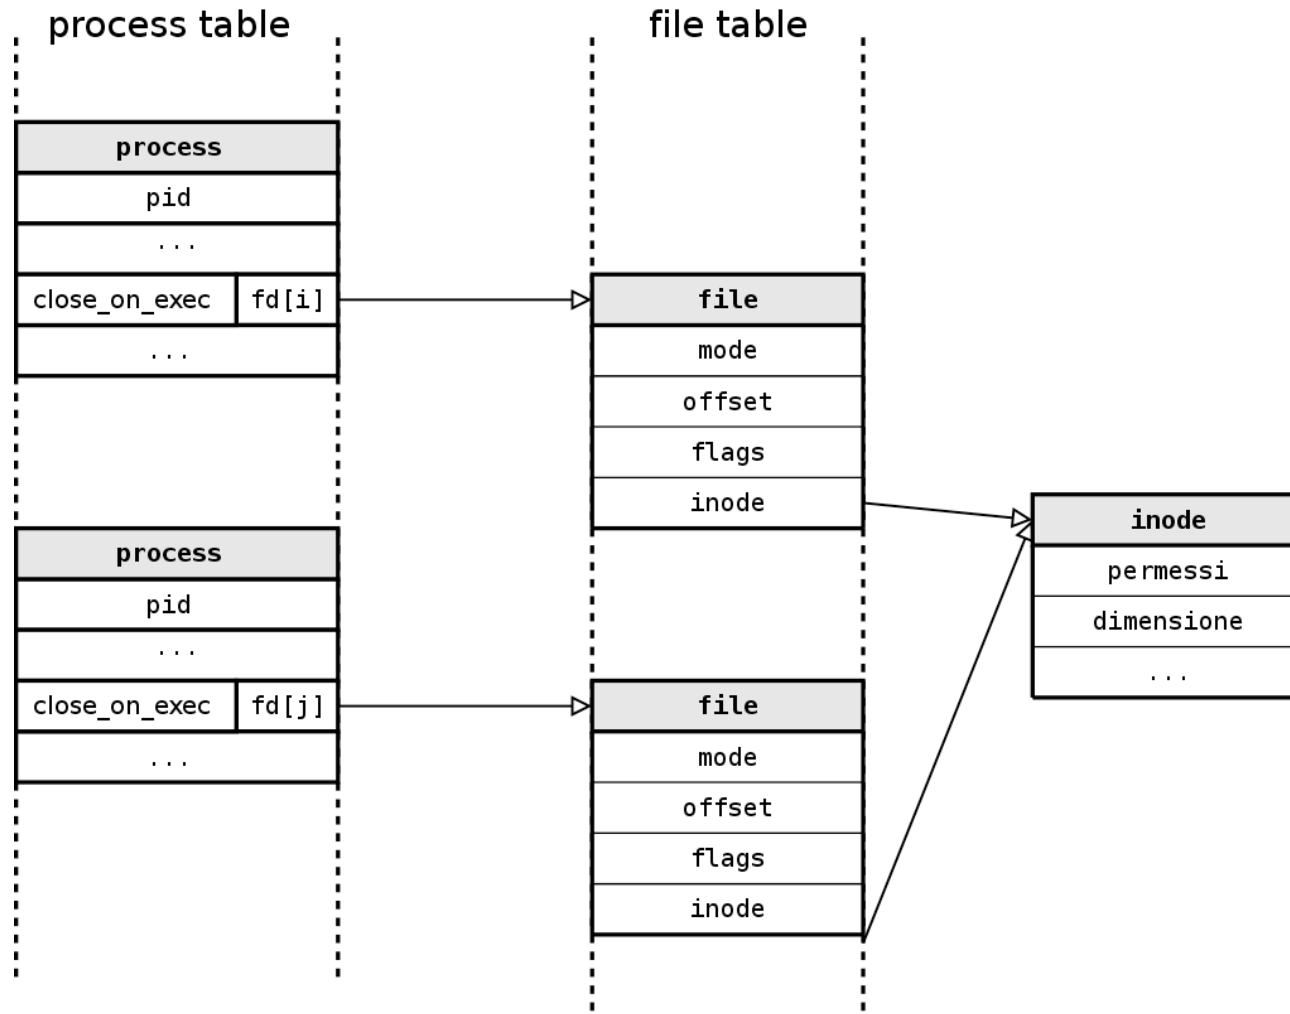 process table
file table
process
pid
...
close_on_exec fd[i]
...
process
pid
...
close_on_exec fd[j]
...
file
mode
offset
flags
inode
file
mode
offset
flags
inode
inode
permessi
dimensione
...